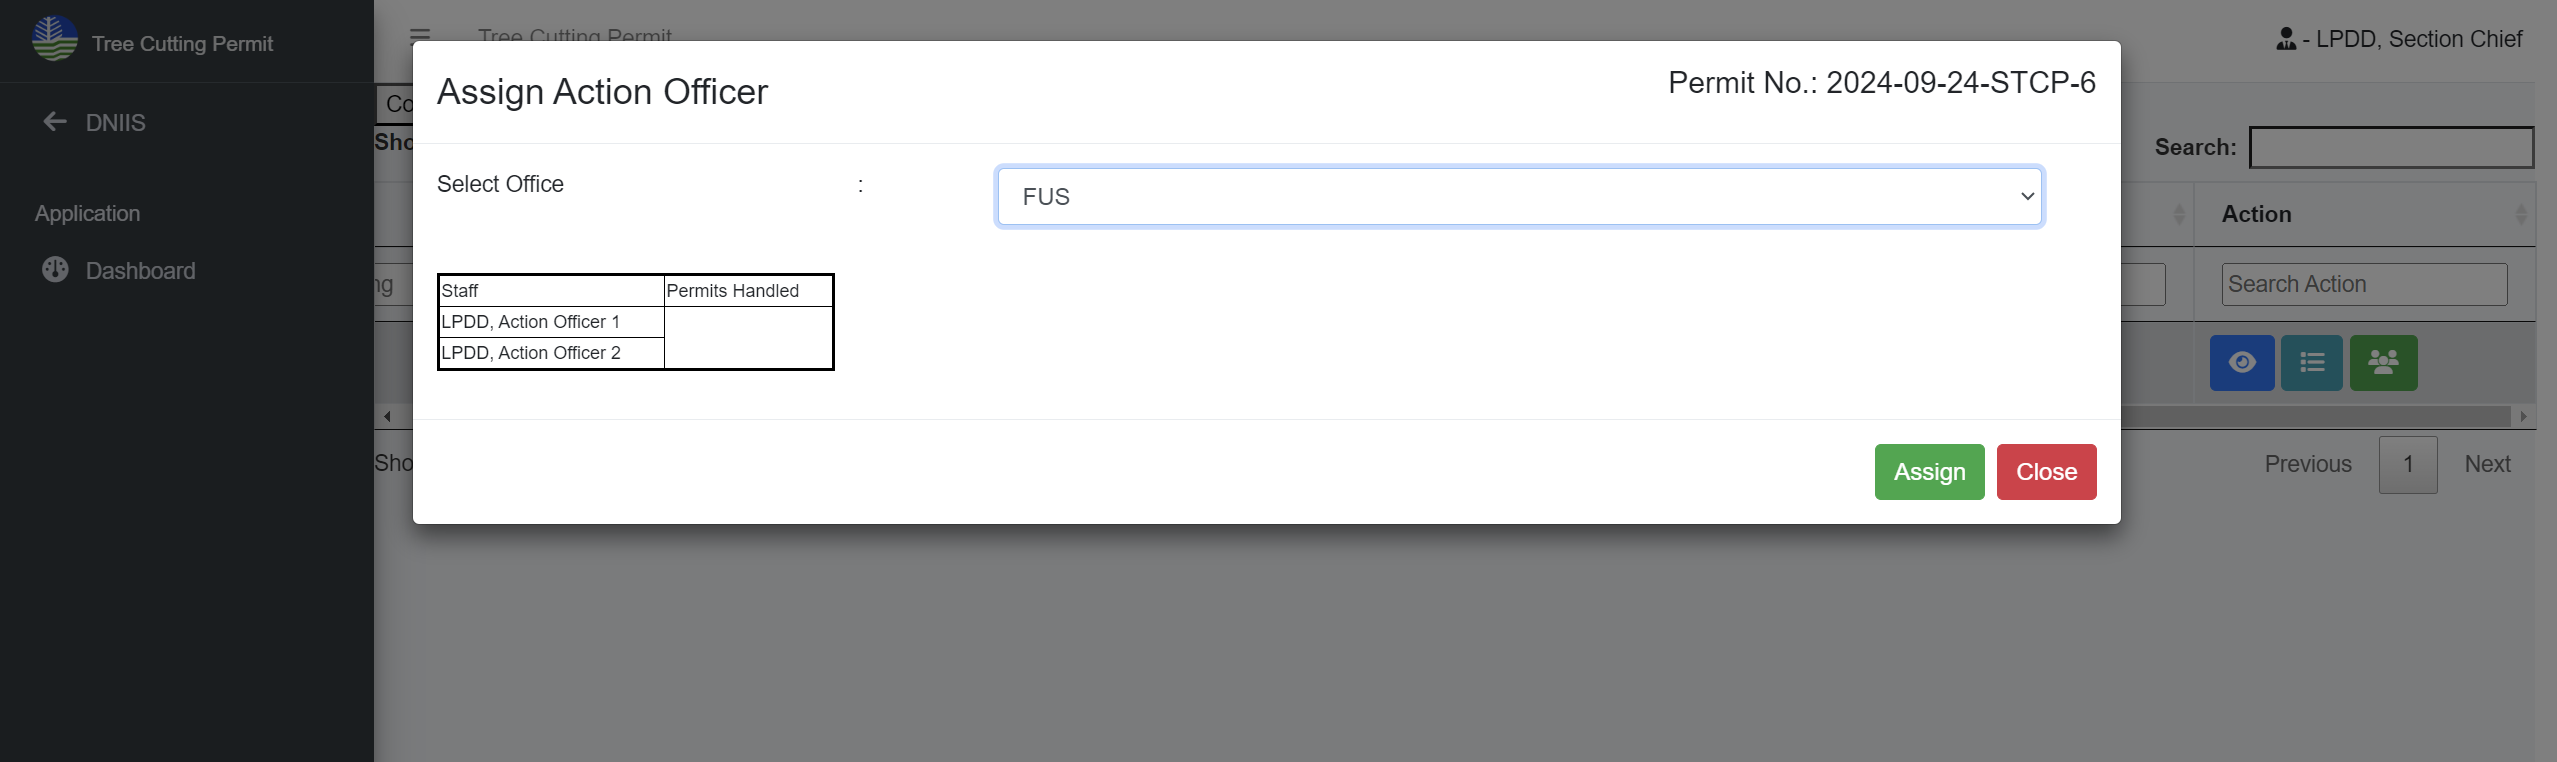 Tree Cutting Permit
Tree Cutting Permit
- LPDD, Section Chief
DNIIS
Application
Dashboard
Co
Sho
Search:
Assign Action Officer
Permit No.: 2024-09-24-STCP-6
Select Office :
FUS
Staff Permits Handled
LPDD, Action Officer 1
LPDD, Action Officer 2
Assign
Close
Action
ng
Search Action
Sho
Previous 1 Next